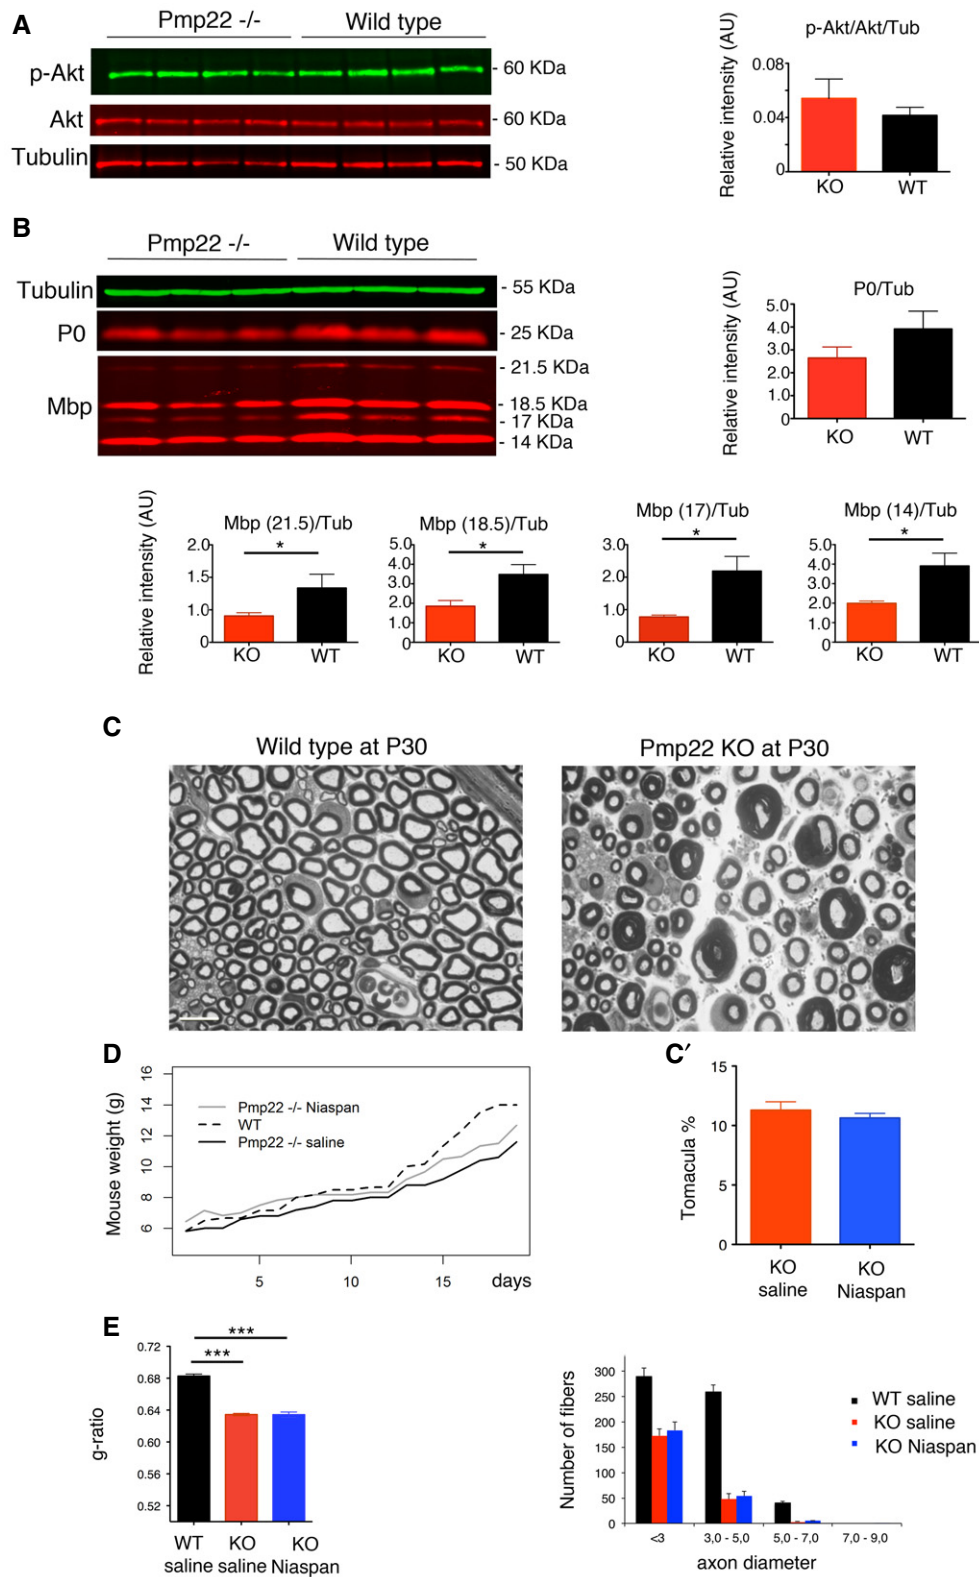 A
Pmp22 -/-
Wild type
p-Akt
- 60 KDa
Akt
- 60 KDa
Tubulin
- 50 KDa
p-Akt/Akt/Tub
Relative intensity (AU)
0.08
0.04
0
KO
WT
B
Pmp22 -/-
Wild type
Tubulin
- 55 KDa
P0
- 25 KDa
- 21.5 KDa
Mbp
- 18.5 KDa
- 17 KDa
- 14 KDa
P0/Tub
Relative intensity (AU)
5.0
4.0
3.0
2.0
1.0
0
KO
WT
Relative intensity (AU)
Mbp (21.5)/Tub
*
2.0
1.5
1.0
0
KO
WT
Mbp (18.5)/Tub
*
5.0
4.0
3.0
2.0
1.0
0
KO
WT
Mbp (17)/Tub
*
3.0
2.0
1.0
0
KO
WT
Mbp (14)/Tub
*
5.0
4.0
3.0
2.0
1.0
0
KO
WT
C
Wild type at P30
Pmp22 KO at P30
D
Mouse weight (g)
16
14
12
10
8
6
Pmp22 -/- Niaspan
WT
Pmp22 -/- saline
5
10
15
days
C′
Tomacula %
15
10
5
0
KO
saline
KO
Niaspan
E
g-ratio
0.72
0.68
0.64
0.60
0.56
0.52
***
***
WT
saline
KO
saline
KO
Niaspan
Number of fibers
300
250
200
150
100
50
0
<3
3,0 - 5,0
5,0 - 7,0
7,0 - 9,0
axon diameter
WT saline
KO saline
KO Niaspan